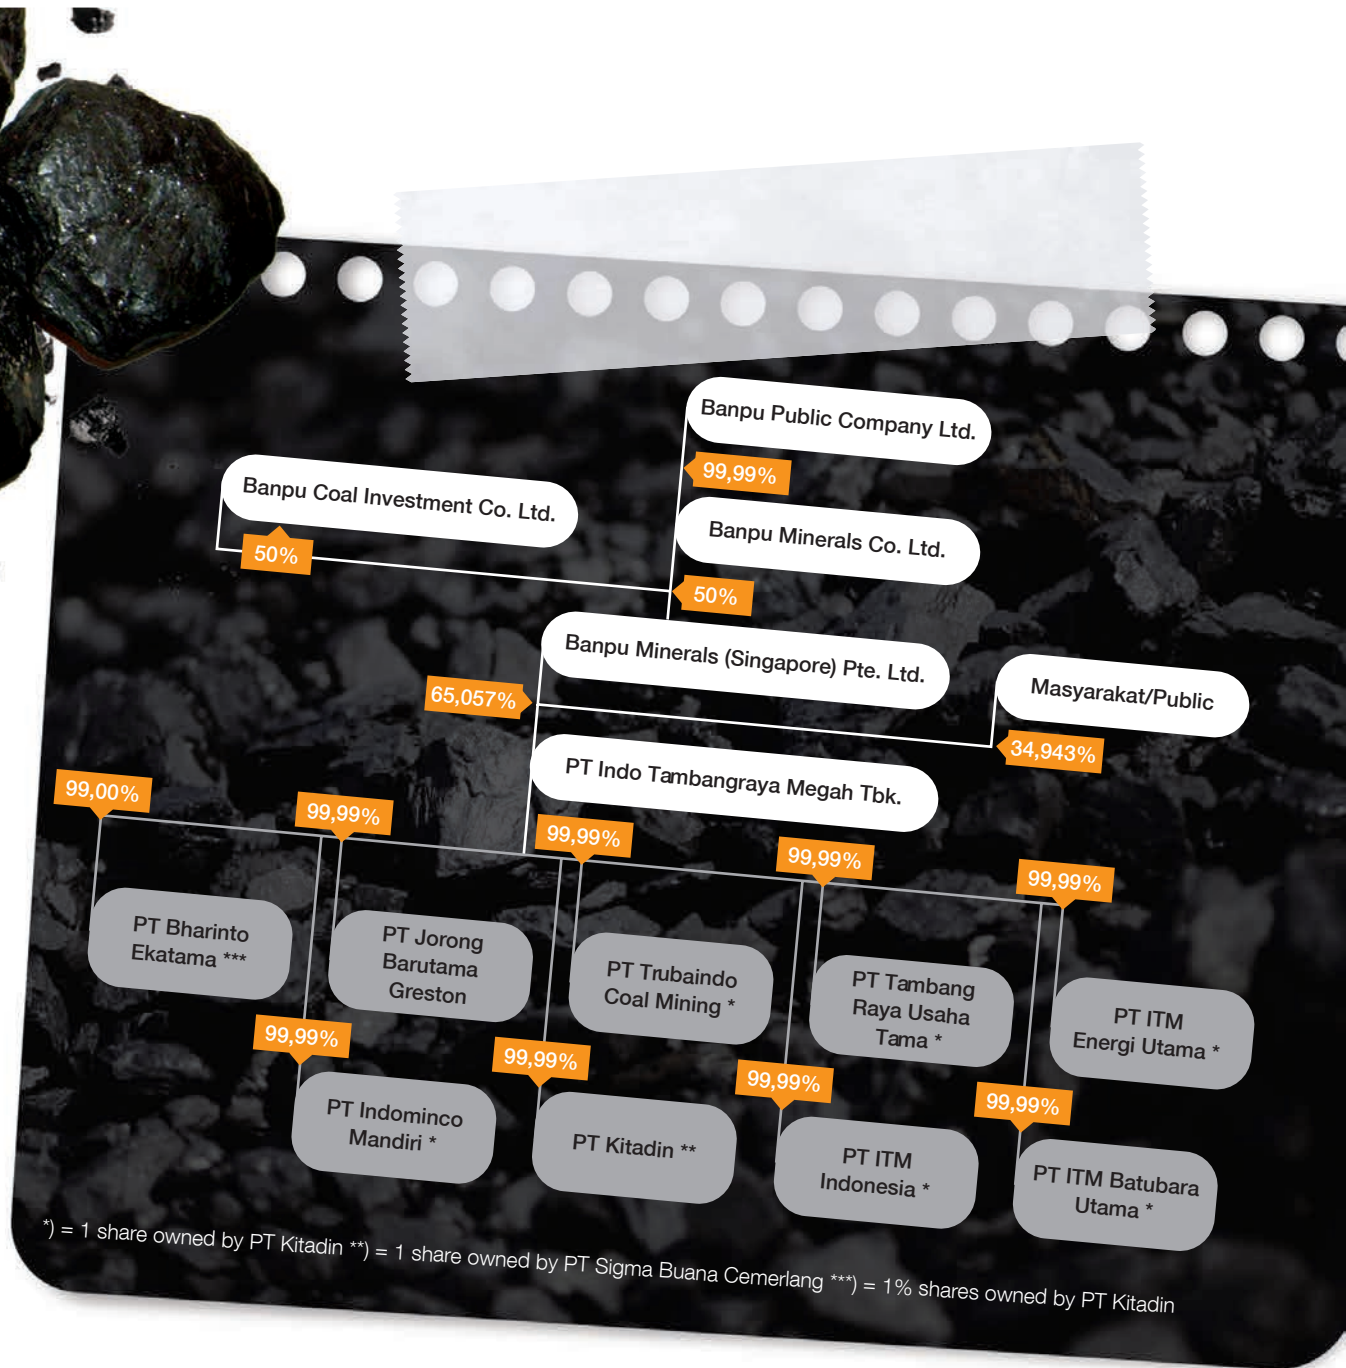 Banpu Public Company Ltd.
99,99%
Banpu Coal Investment Co. Ltd.
50%
Banpu Minerals Co. Ltd.
50%
Banpu Minerals (Singapore) Pte. Ltd.
65,057%
Masyarakat/Public
34,943%
PT Indo Tambangraya Megah Tbk.
99,00%
99,99%
99,99%
99,99%
99,99%
PT Bharinto
Ekatama ***
PT Jorong
Barutama
Greston
PT Trubaindo
Coal Mining *
PT Tambang
Raya Usaha
Tama *
PT ITM
Energi Utama *
99,99%
99,99%
99,99%
99,99%
PT Indominco
Mandiri *
PT Kitadin **
PT ITM
Indonesia *
PT ITM Batubara
Utama *
*) = 1 share owned by PT Kitadin **) = 1 share owned by PT Sigma Buana Cemerlang ***) = 1% shares owned by PT Kitadin